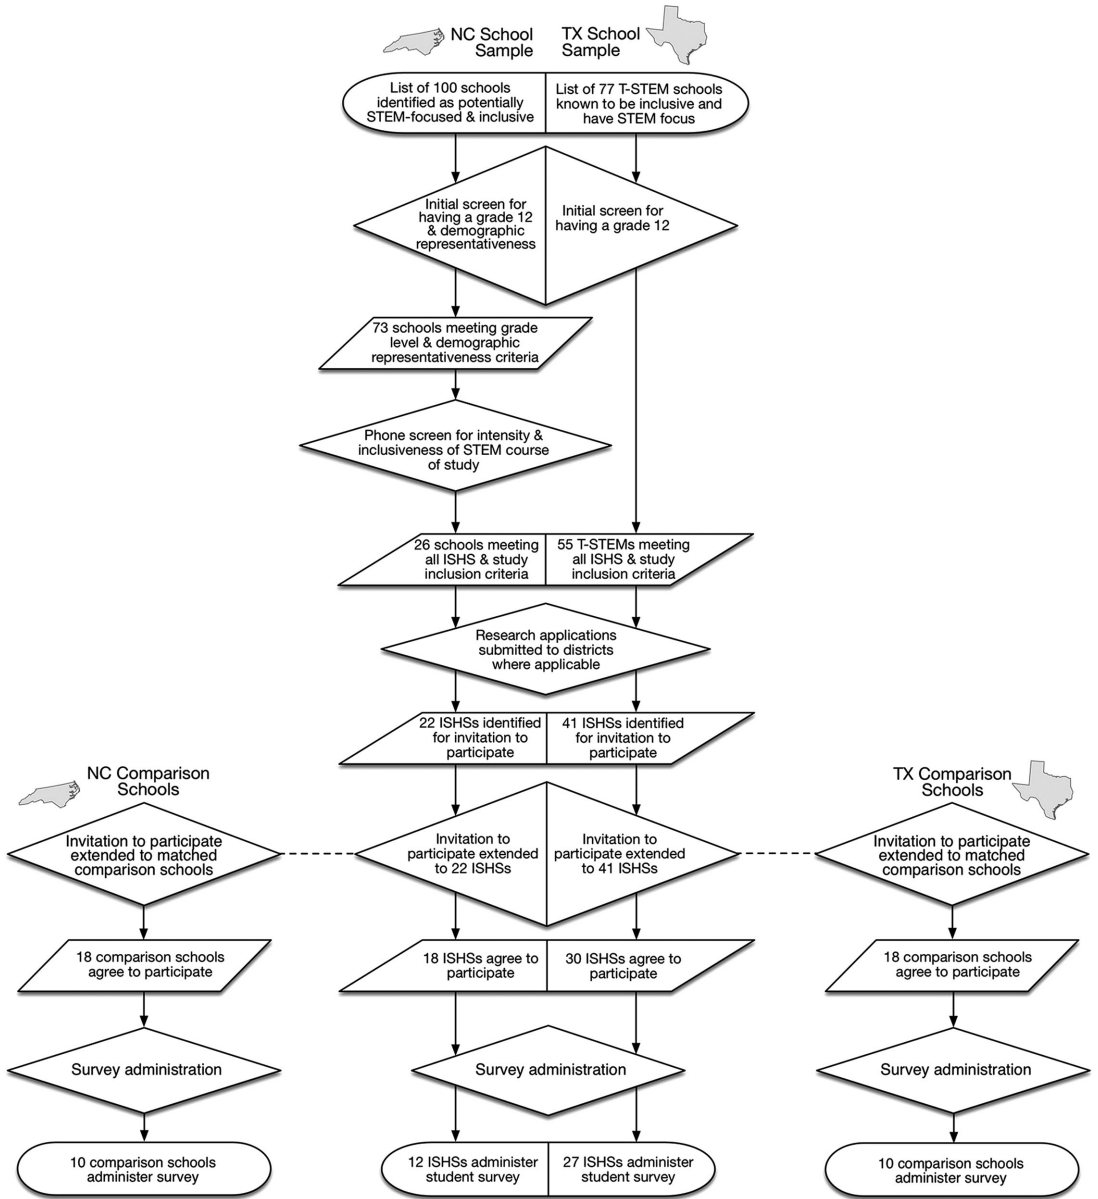 NC School
Sample
TX School
Sample
List of 100 schools
identified as potentially
STEM-focused & inclusive
List of 77 T-STEM schools
known to be inclusive and
have STEM focus
Initial screen for
having a grade 12
& demographic
representativeness
Initial screen for
having a grade 12
73 schools meeting grade
level & demographic
representativeness criteria
Phone screen for intensity &
inclusiveness of STEM course
of study
26 schools meeting
all ISHS & study
inclusion criteria
55 T-STEMs meeting
all ISHS & study
inclusion criteria
Research applications
submitted to districts
where applicable
22 ISHSs identified
for invitation to
participate
41 ISHSs identified
for invitation to
participate
NC Comparison
Schools
TX Comparison
Schools
Invitation to participate
extended to matched
comparison schools
Invitation to
participate extended
to 22 ISHSs
Invitation to
participate extended
to 41 ISHSs
Invitation to participate
extended to matched
comparison schools
18 comparison schools
agree to participate
18 ISHSs agree to
participate
30 ISHSs agree to
participate
18 comparison schools
agree to participate
Survey administration
Survey administration
Survey administration
10 comparison schools
administer survey
12 ISHSs administer
student survey
27 ISHSs administer
student survey
10 comparison schools
administer survey